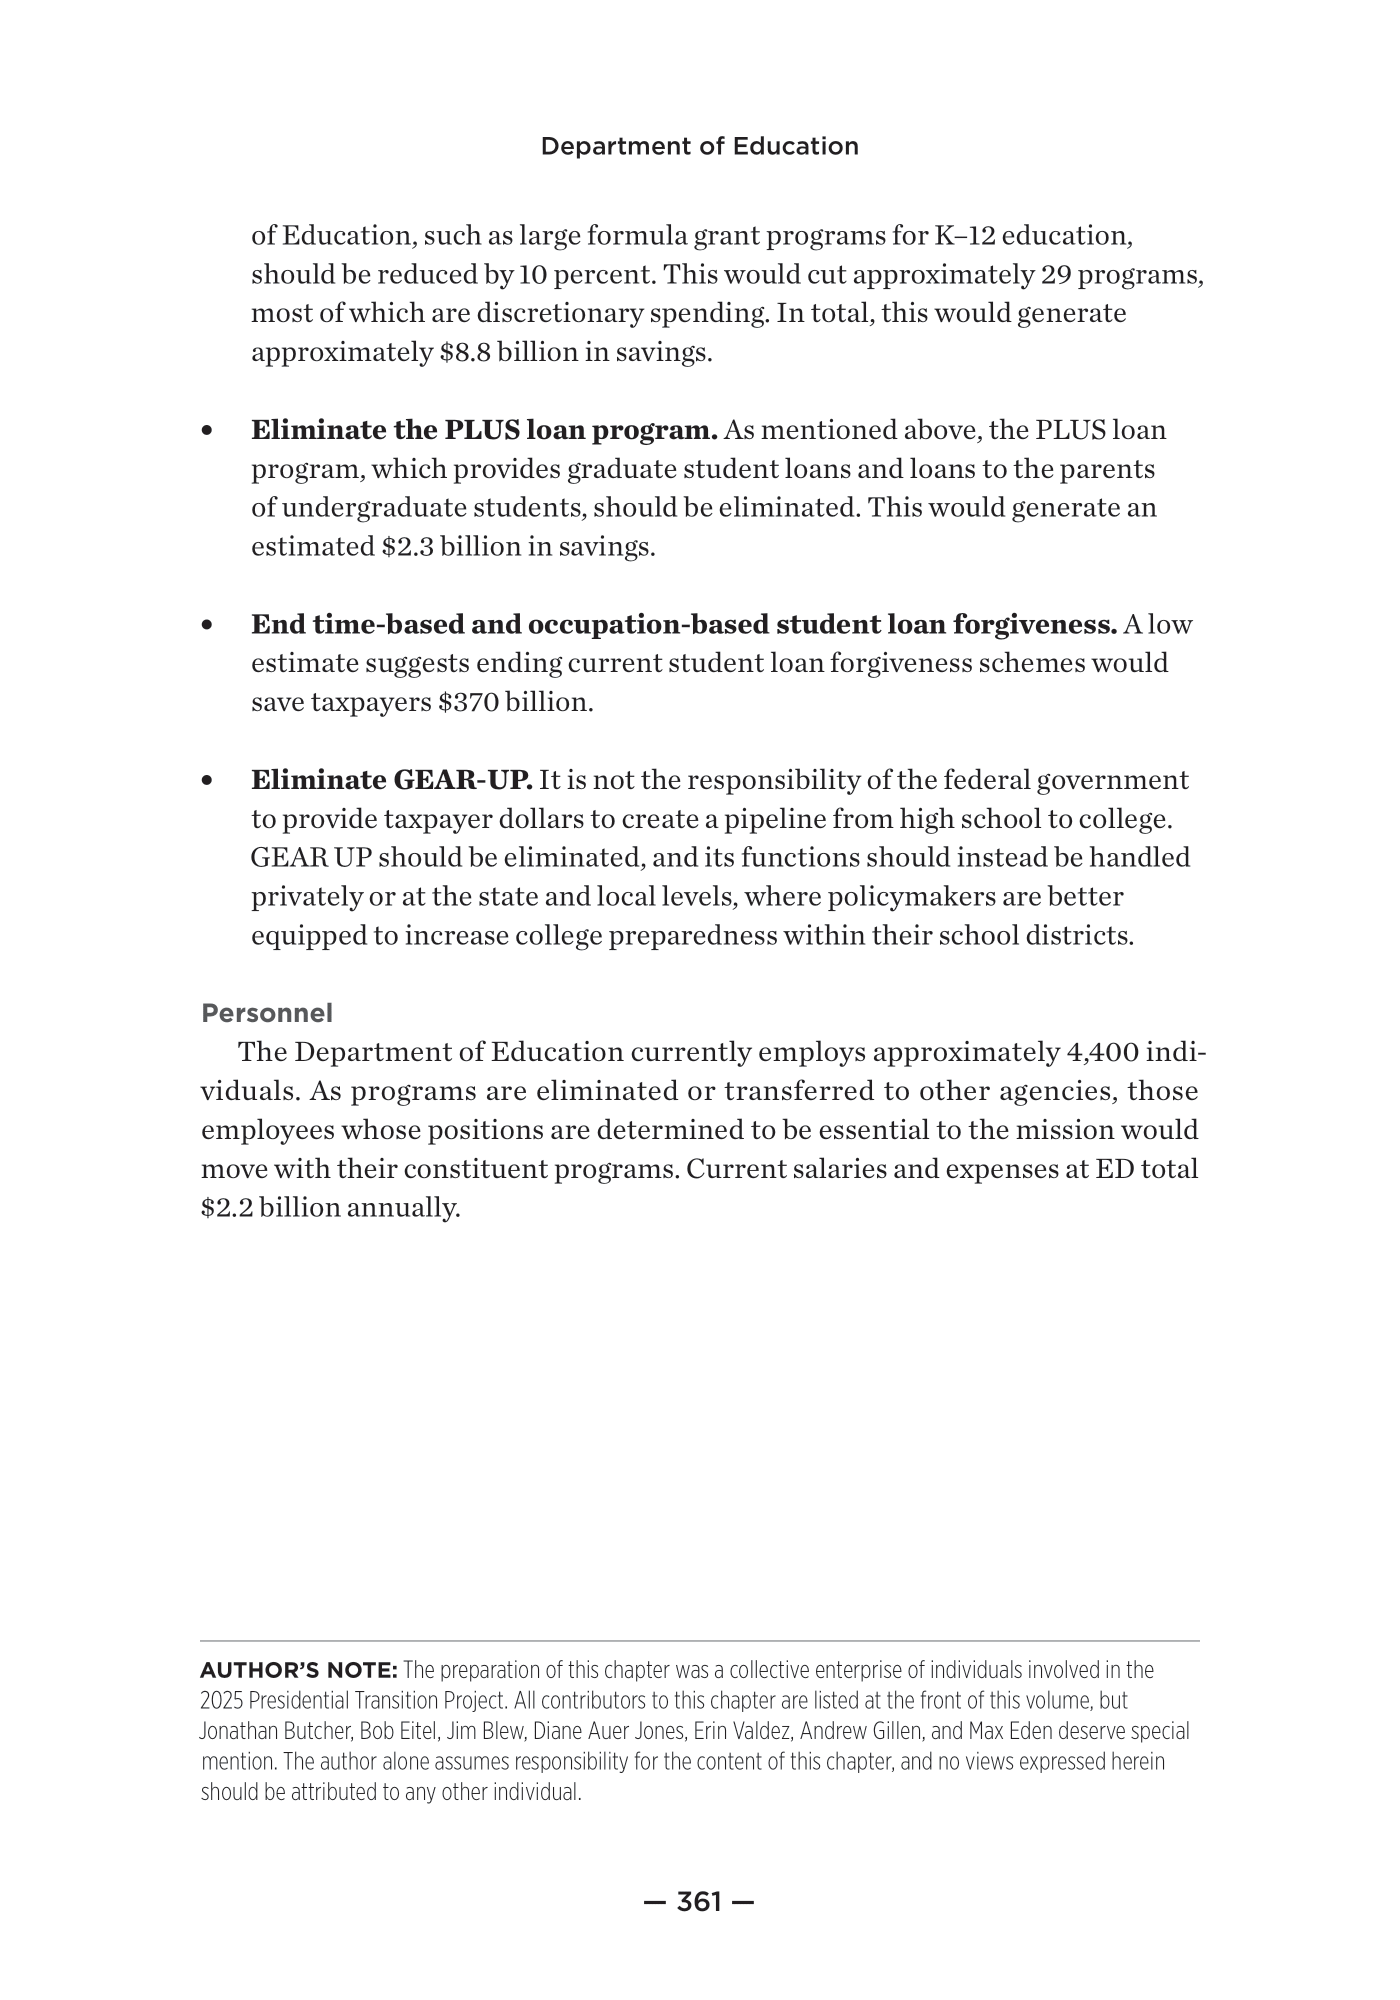 Department of Education
of Education, such as large formula grant programs for K–12 education,
should be reduced by 10 percent. This would cut approximately 29 programs,
most of which are discretionary spending. In total, this would generate
approximately $8.8 billion in savings.
• Eliminate the PLUS loan program. As mentioned above, the PLUS loan
program, which provides graduate student loans and loans to the parents
of undergraduate students, should be eliminated. This would generate an
estimated $2.3 billion in savings.
• End time-based and occupation-based student loan forgiveness. A low
estimate suggests ending current student loan forgiveness schemes would
save taxpayers $370 billion.
• Eliminate GEAR-UP. It is not the responsibility of the federal government
to provide taxpayer dollars to create a pipeline from high school to college.
GEAR UP should be eliminated, and its functions should instead be handled
privately or at the state and local levels, where policymakers are better
equipped to increase college preparedness within their school districts.
Personnel
The Department of Education currently employs approximately 4,400 indi-
viduals. As programs are eliminated or transferred to other agencies, those
employees whose positions are determined to be essential to the mission would
move with their constituent programs. Current salaries and expenses at ED total
$2.2 billion annually.
AUTHOR’S NOTE: The preparation of this chapter was a collective enterprise of individuals involved in the
2025 Presidential Transition Project. All contributors to this chapter are listed at the front of this volume, but
Jonathan Butcher, Bob Eitel, Jim Blew, Diane Auer Jones, Erin Valdez, Andrew Gillen, and Max Eden deserve special
mention. The author alone assumes responsibility for the content of this chapter, and no views expressed herein
should be attributed to any other individual.
— 361 —